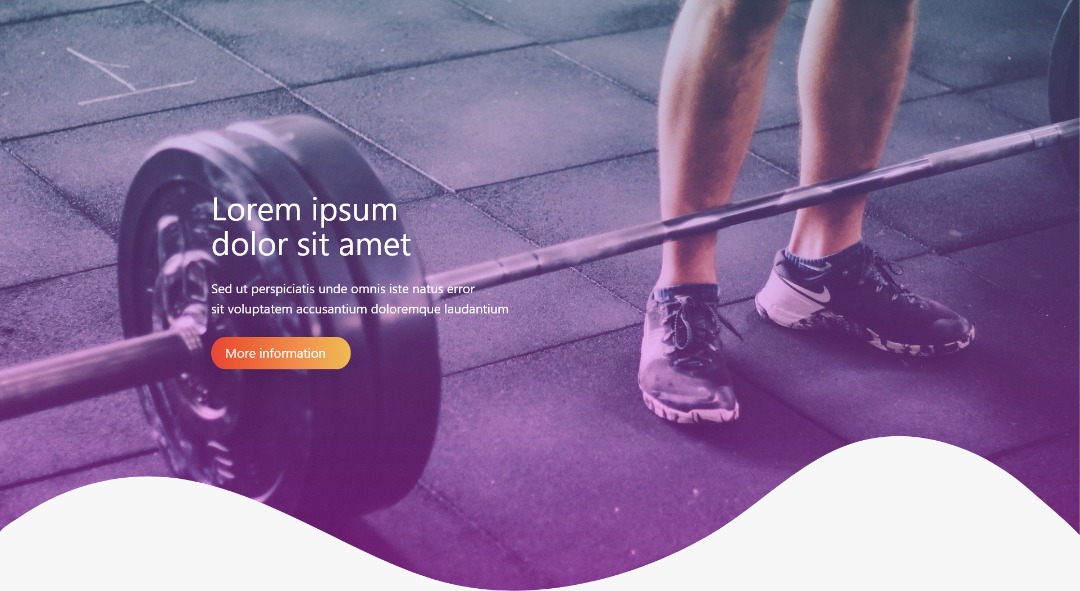 Lorem ipsum
dolor sit amet
Sed ut perspiciatis unde omnis iste natus error
sit voluptatem accusantium doloremque laudantium
More information